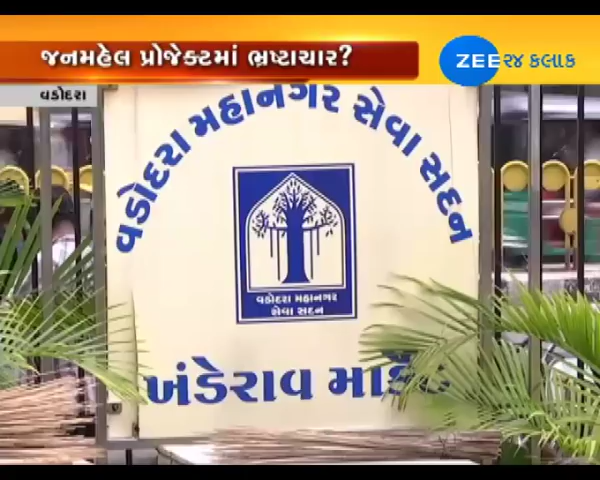 જનમહેલ પ્રોજેક્ટમાં ભ્રષ્ટાચાર?
ZEE ૨૪ કલાક
વડોદરા
વડોદરા મહાનગર સેવા સદન
વડોદરા મહાનગર
સેવા સદન
ખંડેરાવ માર્કેટ